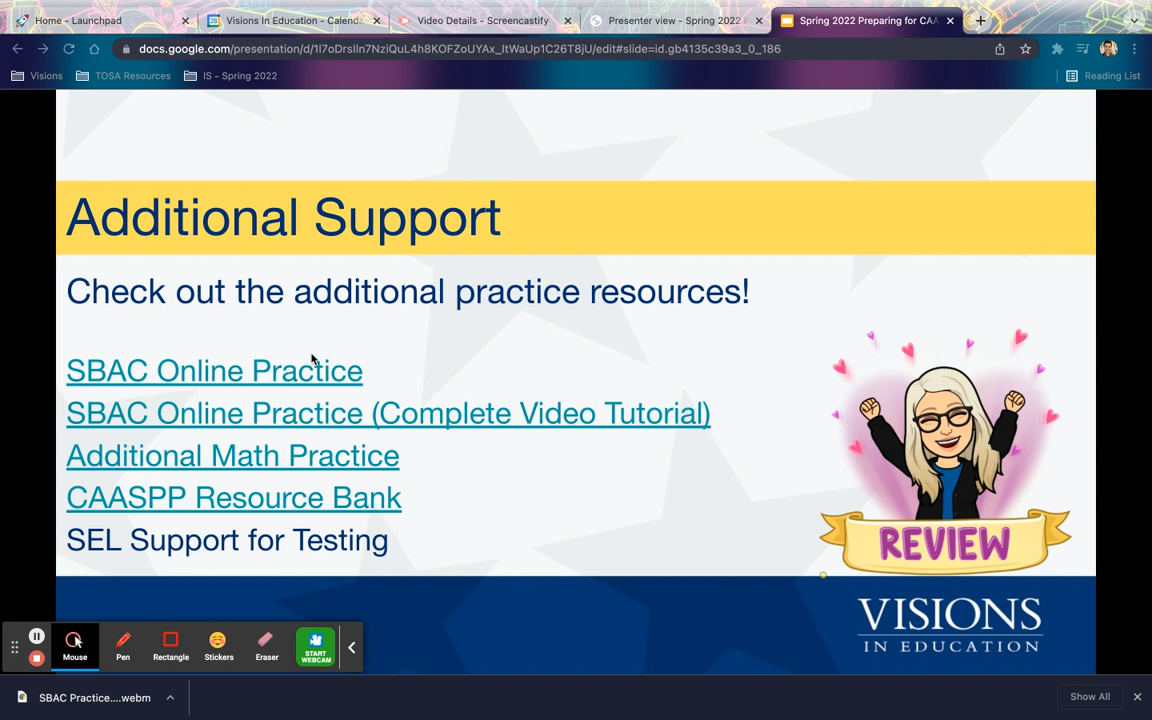 Home - Launchpad
Visions In Education - Calend
Video Details - Screencastify
Presenter view - Spring 2022 P
Spring 2022 Preparing for CAA
docs.google.com/presentation/d/1I7oDrsIIn7NziQuL4h8KOFZoUYAx_ItWaUp1C26T8jU/edit#slide=id.gb4135c39a3_0_186
Visions
TOSA Resources
IS - Spring 2022
Reading List
Additional Support
Check out the additional practice resources!
SBAC Online Practice
SBAC Online Practice (Complete Video Tutorial)
Additional Math Practice
CAASPP Resource Bank
SEL Support for Testing
REVIEW
VISIONS
IN EDUCATION
Mouse
Pen
Rectangle
Stickers
Eraser
START
WEBCAM
SBAC Practice....webm
Show All